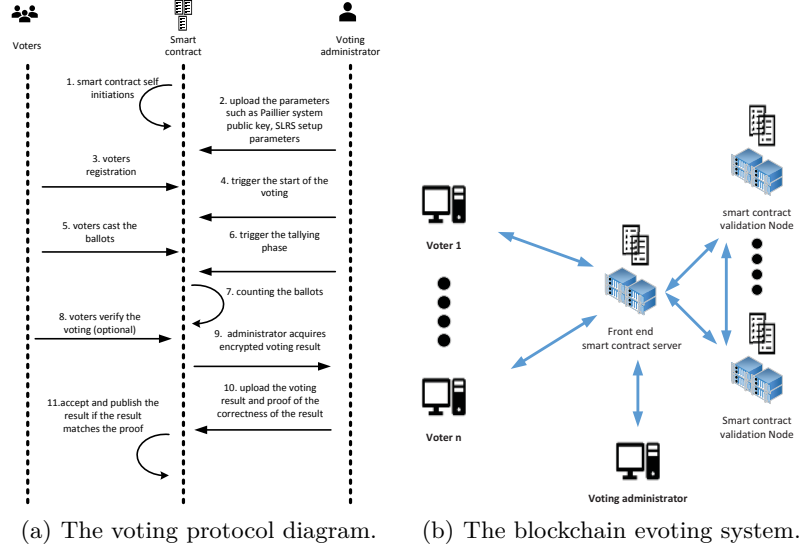 Voters
Smart
contract
Voting
administrator
1. smart contract self
initiations
2. upload the parameters
such as Paillier system
public key, SLRS setup
parameters
3. voters
registration
4. trigger the start of the
voting
5. voters cast the
ballots
6. trigger the tallying
phase
7. counting the ballots
8. voters verify the
voting (optional)
9. administrator acquires
encrypted voting result
10. upload the voting
result and proof of the
correctness of the result
11.accept and publish the
result if the result
matches the proof
(a) The voting protocol diagram.
Voter 1
Voter n
Front end
smart contract server
Voting administrator
smart contract
validation Node
Smart contract
validation Node
(b) The blockchain evoting system.